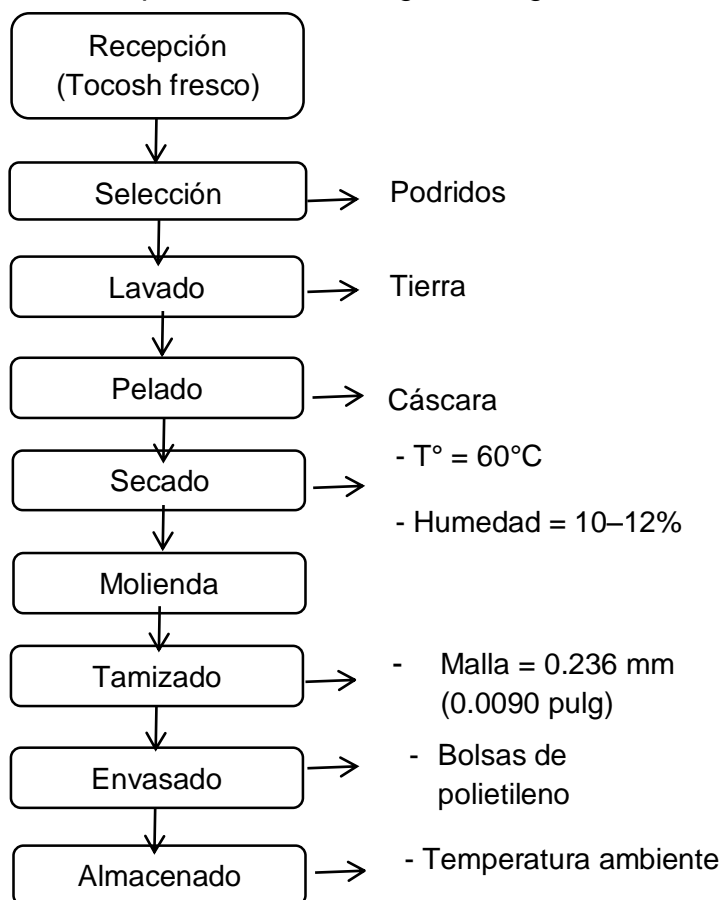 Recepción
(Tocosh fresco)
Selección
Podridos
Lavado
Tierra
Pelado
Cáscara
Secado
- T° = 60°C
- Humedad = 10–12%
Molienda
Tamizado
- Malla = 0.236 mm
(0.0090 pulg)
Envasado
- Bolsas de
polietileno
Almacenado
- Temperatura ambiente